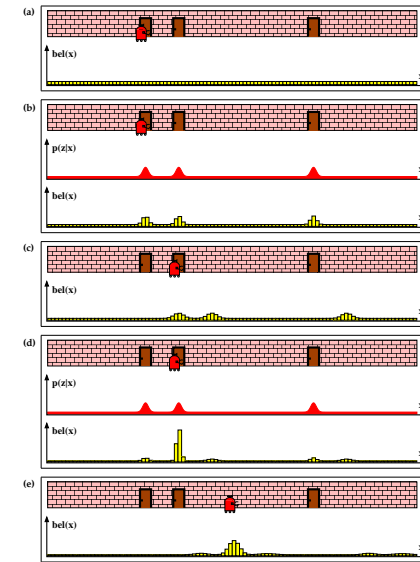 (a)
bel(x)
x
(b)
p(z|x)
x
bel(x)
x
(c)
bel(x)
x
(d)
p(z|x)
x
bel(x)
x
(e)
bel(x)
x